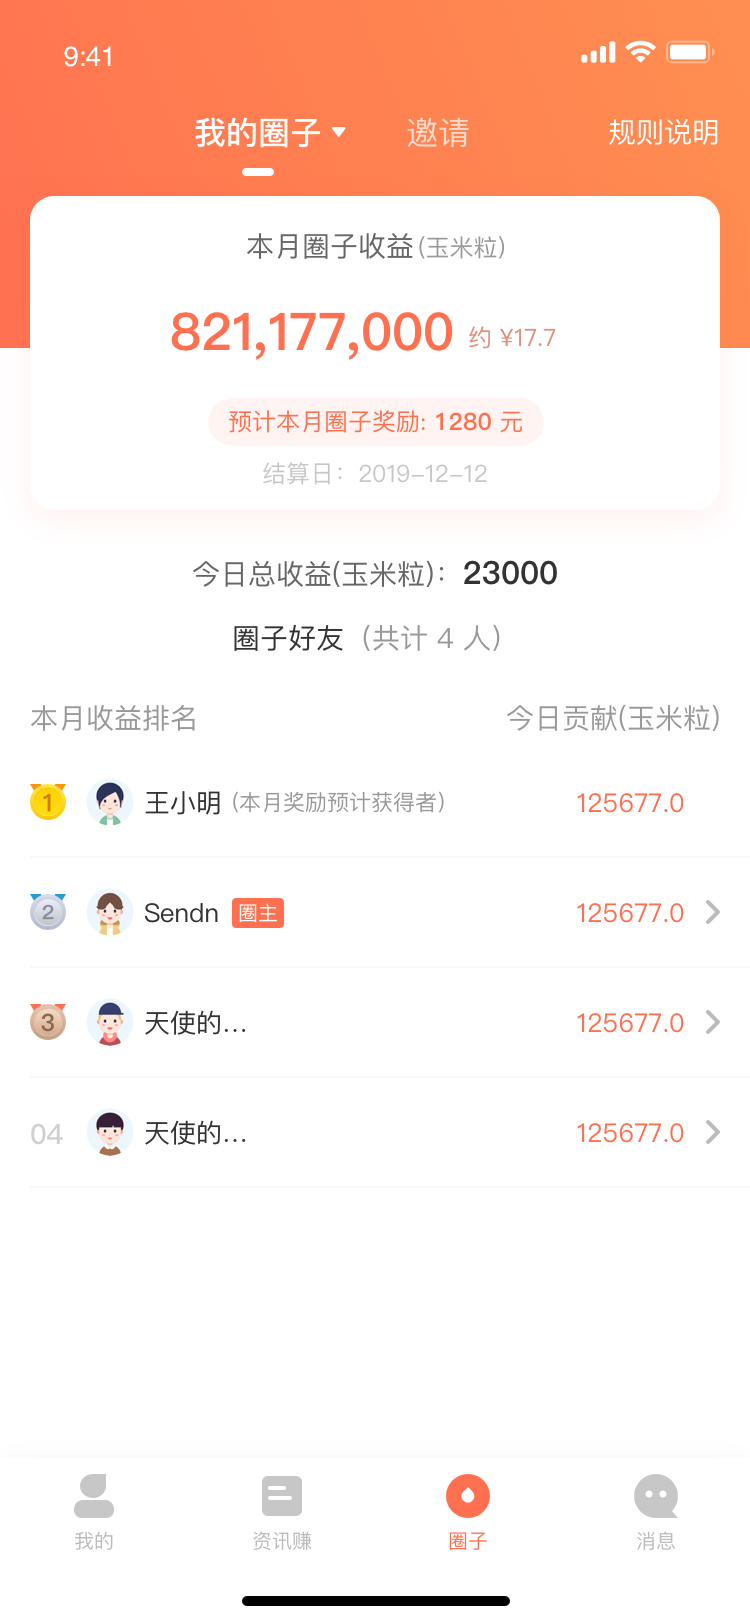 9:41
我的圈子 邀请 规则说明
本月圈子收益(玉米粒)
821,177,000 约 ¥17.7
预计本月圈子奖励: 1280 元
结算日：2019-12-12
今日总收益(玉米粒)：23000
圈子好友（共计 4 人）
本月收益排名 今日贡献(玉米粒)
1 王小明 (本月奖励预计获得者) 125677.0
2 Sendn 圈主 125677.0
3 天使的... 125677.0
04 天使的... 125677.0
我的 资讯赚 圈子 消息